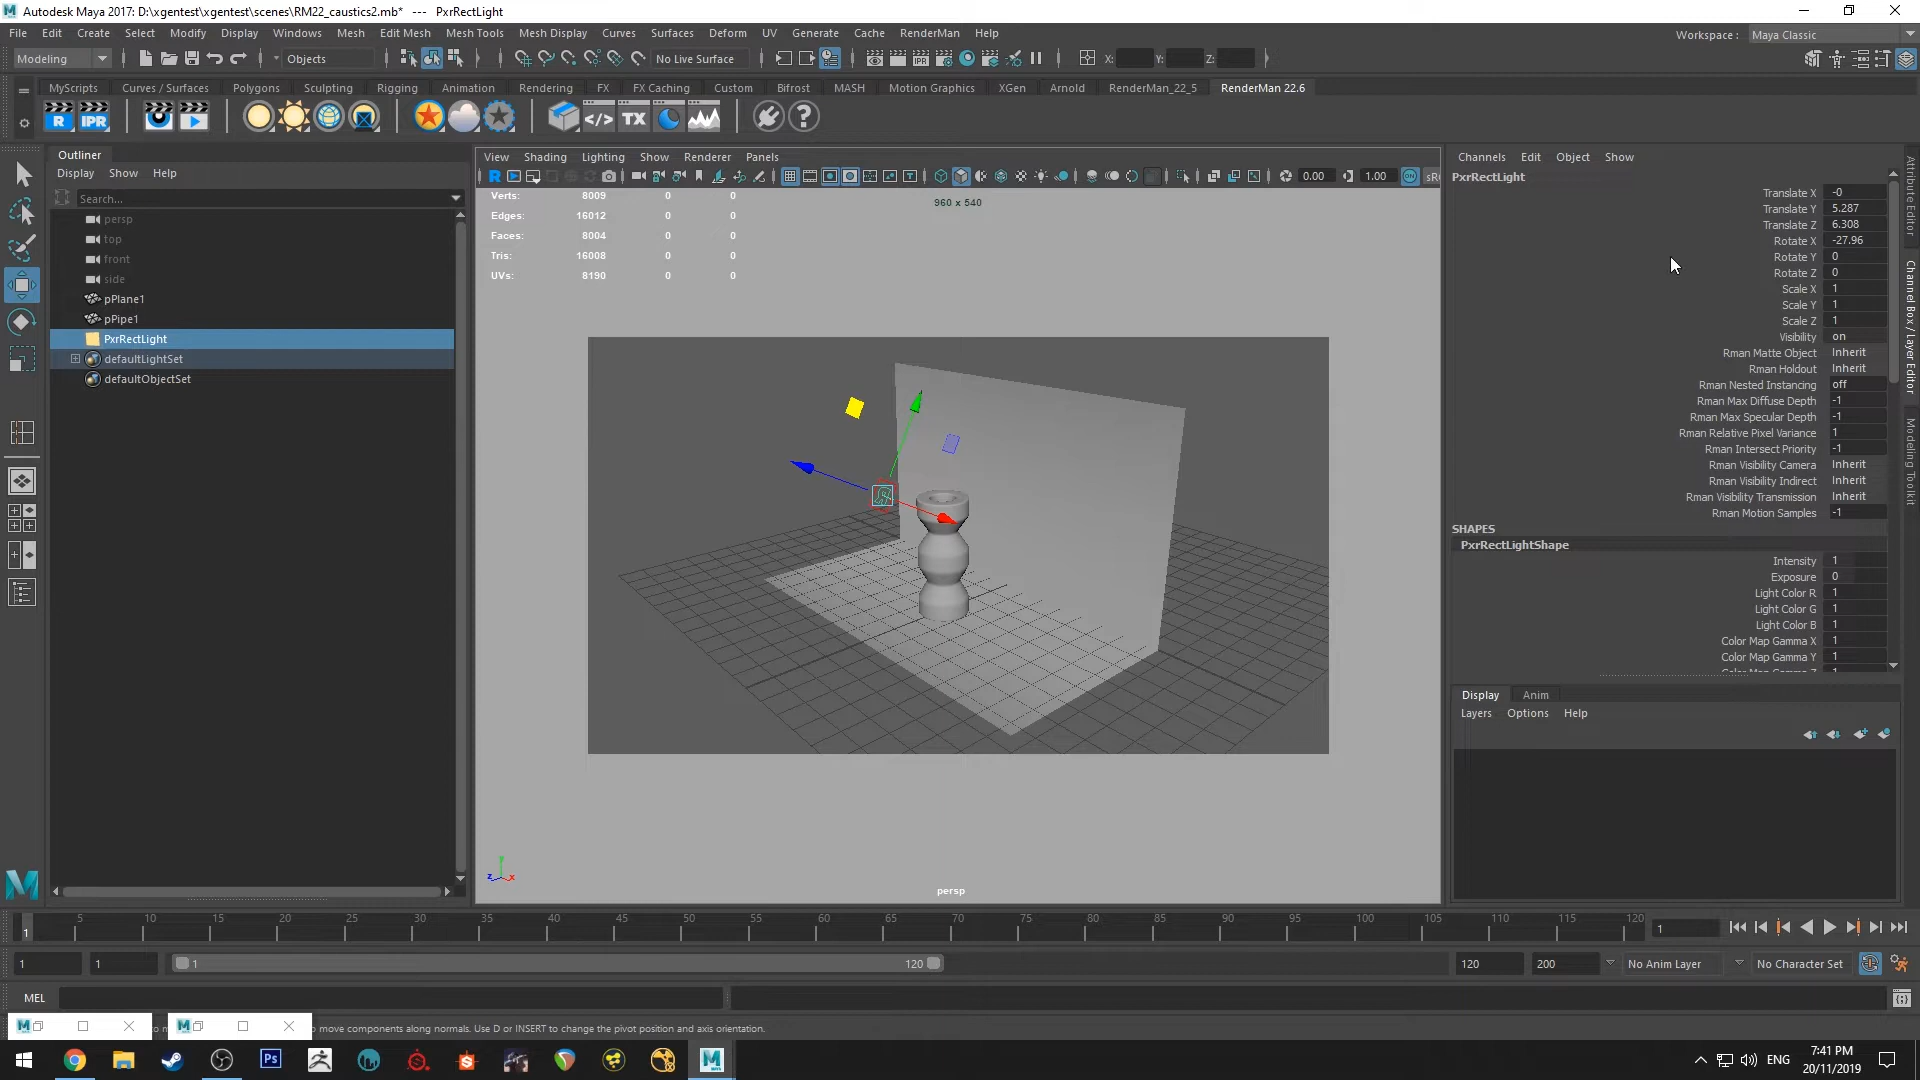 Autodesk Maya 2017: D:\xgentest\xgentest\scenes\RM22_caustics2.mb* --- PxrRectLight
File Edit Create Select Modify Display Windows Mesh Edit Mesh Mesh Tools Mesh Display Curves Surfaces Deform UV Generate Cache RenderMan Help
Workspace : Maya Classic
Modeling Objects No Live Surface X: Y: Z:
MyScripts Curves / Surfaces Polygons Sculpting Rigging Animation Rendering FX FX Caching Custom Bifrost MASH Motion Graphics XGen Arnold RenderMan_22_5 RenderMan 22.6
R IPR </> TX ?
Outliner
Display Show Help
Search...
persp
top
front
side
pPlane1
pPipe1
PxrRectLight
defaultLightSet
defaultObjectSet
View Shading Lighting Show Renderer Panels
0.00 1.00
Verts: 8009 0 0
Edges: 16012 0 0
Faces: 8004 0 0
Tris: 16008 0 0
UVs: 8190 0 0
960 x 540
persp
Channels Edit Object Show
PxrRectLight
Translate X -0
Translate Y 5.287
Translate Z 6.308
Rotate X -27.96
Rotate Y 0
Rotate Z 0
Scale X 1
Scale Y 1
Scale Z 1
Visibility on
Rman Matte Object Inherit
Rman Holdout Inherit
Rman Nested Instancing off
Rman Max Diffuse Depth -1
Rman Max Specular Depth -1
Rman Relative Pixel Variance 1
Rman Intersect Priority -1
Rman Visibility Camera Inherit
Rman Visibility Indirect Inherit
Rman Visibility Transmission Inherit
Rman Motion Samples -1
SHAPES
PxrRectLightShape
Intensity 1
Exposure 0
Light Color R 1
Light Color G 1
Light Color B 1
Color Map Gamma X 1
Color Map Gamma Y 1
Display Anim
Layers Options Help
Attribute Editor
Channel Box / Layer Editor
Modeling Toolkit
5 10 15 20 25 30 35 40 45 50 55 60 65 70 75 80 85 90 95 100 105 110 115 120
1 1
1 1 1 120 120 200 No Anim Layer No Character Set
MEL
to move components along normals. Use D or INSERT to change the pivot position and axis orientation.
Ps
ENG
7:41 PM
20/11/2019